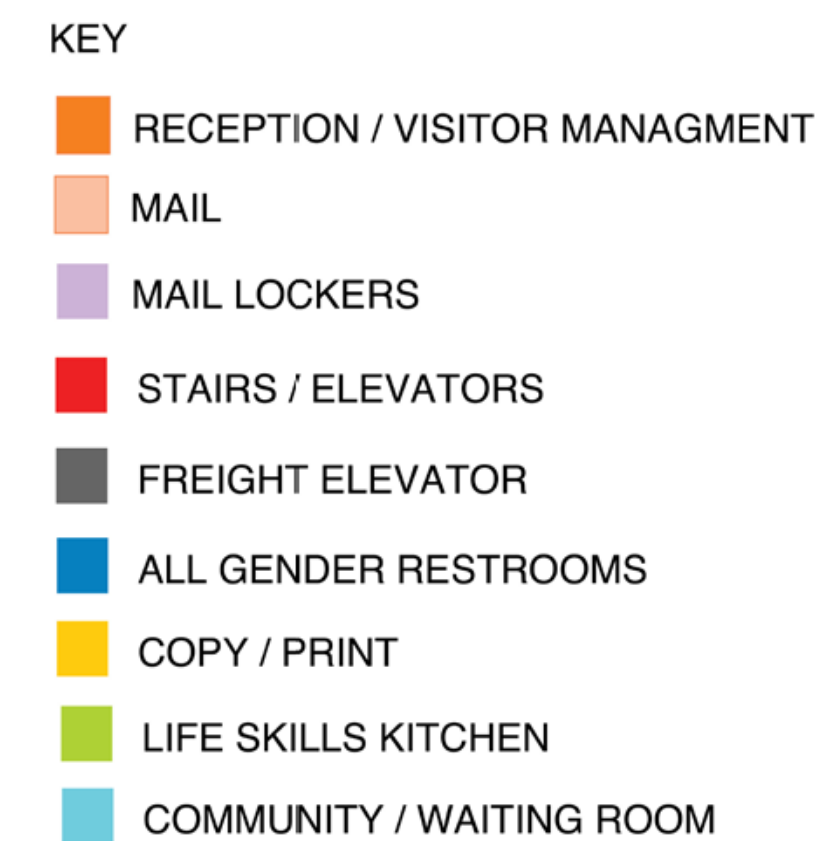 KEY
RECEPTION / VISITOR MANAGMENT
MAIL
MAIL LOCKERS
STAIRS / ELEVATORS
FREIGHT ELEVATOR
ALL GENDER RESTROOMS
COPY / PRINT
LIFE SKILLS KITCHEN
COMMUNITY / WAITING ROOM